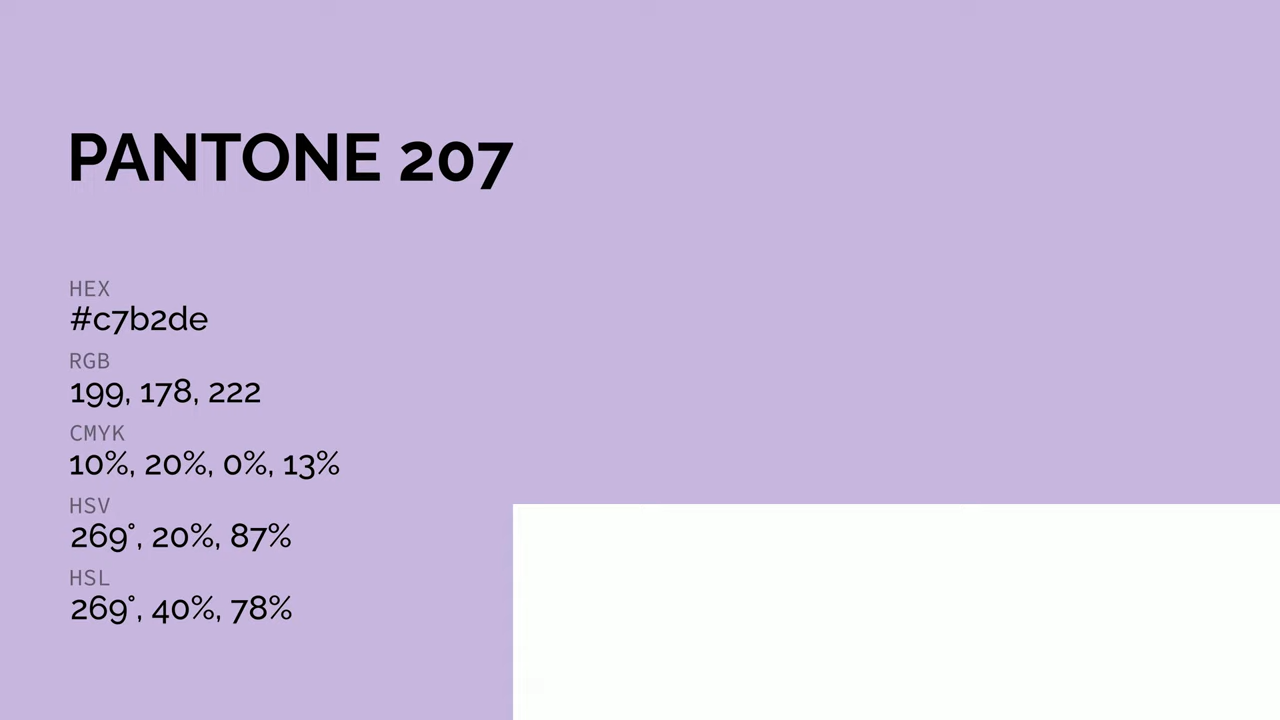 PANTONE 207
HEX
#c7b2de
RGB
199, 178, 222
CMYK
10%, 20%, 0%, 13%
HSV
269°, 20%, 87%
HSL
269°, 40%, 78%